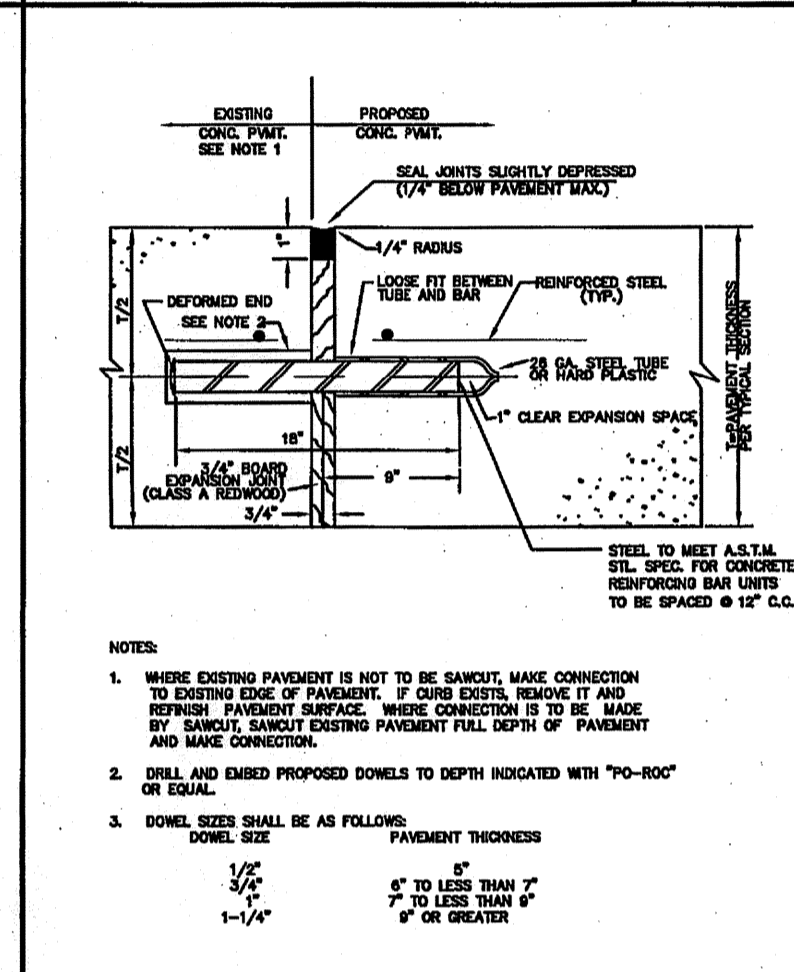 EXISTING
CONC. PVMT.
SEE NOTE 1
PROPOSED
CONC. PVMT.
SEAL JOINTS SLIGHTLY DEPRESSED
(1/4" BELOW PAVEMENT MAX.)
1"
1/4" RADIUS
LOOSE FIT BETWEEN
TUBE AND BAR
REINFORCED STEEL
(TYP.)
T/2
DEFORMED END
SEE NOTE 2
26 GA. STEEL TUBE
OR HARD PLASTIC
1" CLEAR EXPANSION SPACE
T=PAVEMENT THICKNESS
PER TYPICAL SECTION
T/2
18"
9"
3/4" BOARD
EXPANSION JOINT
(CLASS A REDWOOD)
3/4"
STEEL TO MEET A.S.T.M.
STL. SPEC. FOR CONCRETE
REINFORCING BAR UNITS
TO BE SPACED @ 12" C.C.
NOTES:
1. WHERE EXISTING PAVEMENT IS NOT TO BE SAWCUT, MAKE CONNECTION
TO EXISTING EDGE OF PAVEMENT. IF CURB EXISTS, REMOVE IT AND
REFINISH PAVEMENT SURFACE. WHERE CONNECTION IS TO BE MADE
BY SAWCUT, SAWCUT EXISTING PAVEMENT FULL DEPTH OF PAVEMENT
AND MAKE CONNECTION.
2. DRILL AND EMBED PROPOSED DOWELS TO DEPTH INDICATED WITH "PO-ROC"
OR EQUAL.
3. DOWEL SIZES SHALL BE AS FOLLOWS:
DOWEL SIZE PAVEMENT THICKNESS
1/2" 5"
3/4" 6" TO LESS THAN 7"
1" 7" TO LESS THAN 9"
1-1/4" 9" OR GREATER